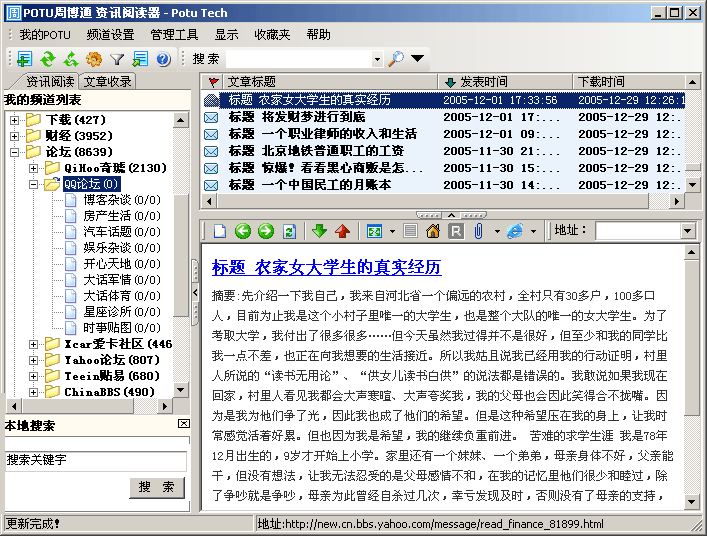 周 POTU周博通 资讯阅读器 - Potu Tech
我的POTU 频道设置 管理工具 显示 收藏夹 帮助
搜 索
资讯阅读 文章收录
我的频道列表
下载(427)
财经(3952)
论坛(8639)
QiHoo奇虎(2130)
QQ论坛(0)
博客杂谈(0/0)
房产生活(0/0)
汽车话题(0/0)
娱乐杂谈(0/0)
开心天地(0/0)
大话军情(0/0)
大话体育(0/0)
星座诊所(0/0)
时事贴图(0/0)
Xcar爱卡社区(446
Yahoo论坛(807)
Teein贴易(680)
ChinaBBS(490)
本地搜索
搜索关键字
搜 索
文章标题 发表时间 下载时间
标题 农家女大学生的真实经历 2005-12-01 17:33:56 2005-12-29 12:26:1
标题 将发财梦进行到底 2005-12-01 17:... 2005-12-29 12:.
标题 一个职业律师的收入和生活 2005-12-01 09:... 2005-12-29 12:.
标题 北京地铁普通职工的工资 2005-11-30 21:... 2005-12-29 12:.
标题 惊爆！看看黑心商贩是怎... 2005-11-30 15:... 2005-12-29 12:.
标题 一个中国民工的月账本 2005-11-30 14:... 2005-12-29 12:.
R 地址:
标题 农家女大学生的真实经历
摘要:先介绍一下我自己，我来自河北省一个偏远的农村，全村只有30多户，100多口
人，目前为止我是这个小村子里唯一的大学生，也是整个大队的唯一的女大学生。为了
考取大学，我付出了很多很多……但今天虽然我过得并不是很好，但至少和我的同学比
我一点不差，也正在向我想要的生活接近。所以我姑且说我已经用我的行动证明，村里
人所说的“读书无用论”、“供女儿读书白供”的说法都是错误的。我敢说如果我现在
回家，村里人看见我都会大声寒暄、大声夸奖我，我的父母也会因此笑得合不拢嘴。因
为是我为他们争了光，因此我也成了他们的希望。但是这种希望压在我的身上，让我时
常感觉活着好累。但也因为我是希望，我的继续负重前进。 苦难的求学生涯 我是78年
12月出生的，9岁才开始上小学。家里还有一个妹妹、一个弟弟，母亲身体不好，父亲能
干，但没有想法，让我无法忍受的是父母感情不和，在我的记忆里他们很少和睦过，除
了争吵就是争吵，母亲为此曾经自杀过几次，幸亏发现及时，否则没有了母亲的支持，
更新完成! 地址:http://new.cn.bbs.yahoo.com/message/read_finance_81899.html